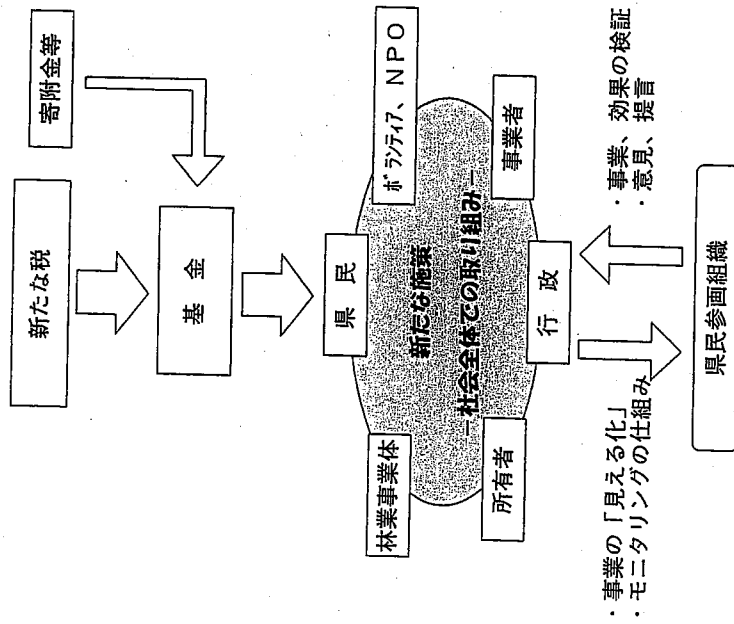 新たな税
寄附金等
基金
県民
林業事業体
ボランティア、NPO
新たな施策
－社会全体での取り組み－
所有者
事業者
行政
・事業の「見える化」
・モニタリングの仕組み
・事業、効果の検証
・意見、提言
県民参画組織